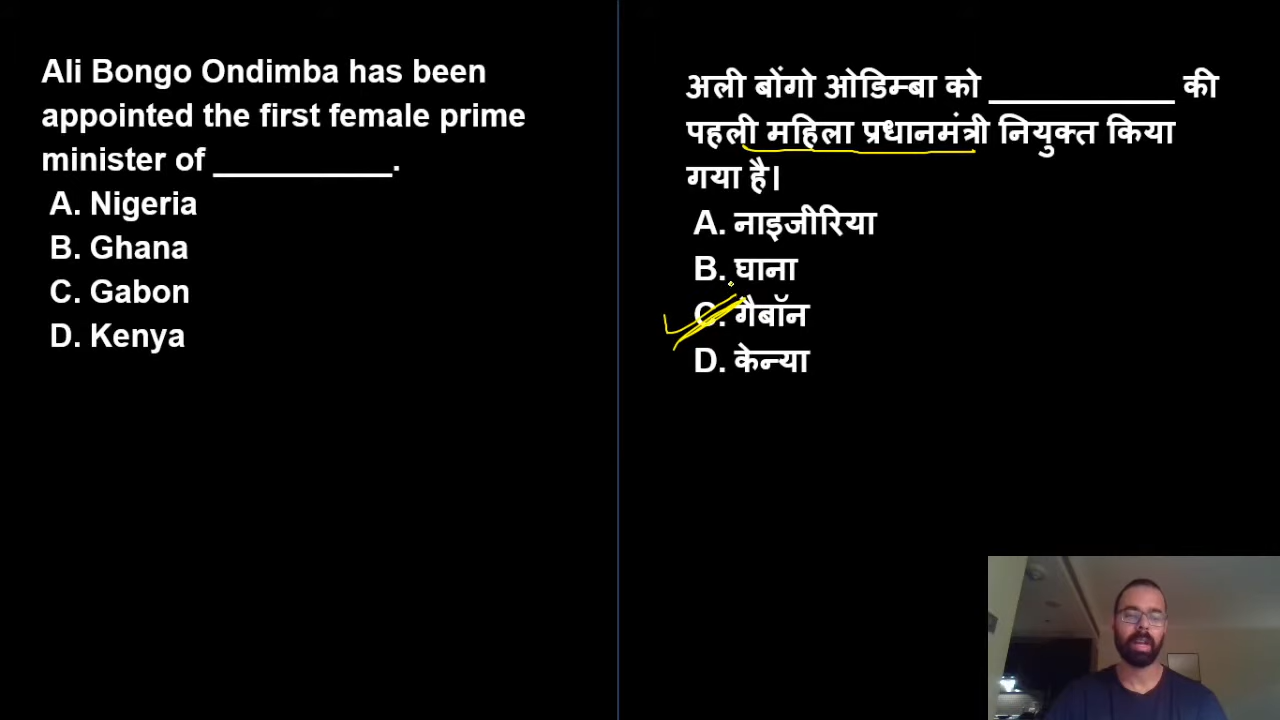 Ali Bongo Ondimba has been
appointed the first female prime
minister of ___________.
A. Nigeria
B. Ghana
C. Gabon
D. Kenya
अली बोंगो ओडिम्बा को ___________ की
पहली महिला प्रधानमंत्री नियुक्त किया
गया है।
A. नाइजीरिया
B. घाना
C. गैबॉन
D. केन्या